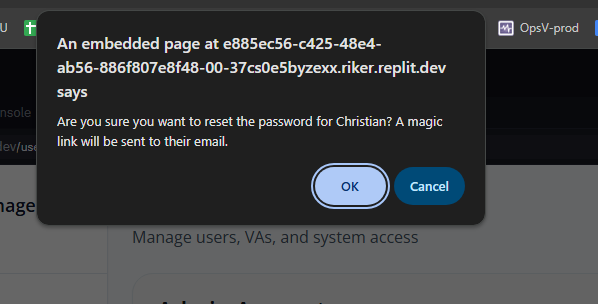 U
OpsV-prod
An embedded page at e885ec56-c425-48e4-
ab56-886f807e8f48-00-37cs0e5byzexx.riker.replit.dev
says
Are you sure you want to reset the password for Christian? A magic
link will be sent to their email.
OK
Cancel
nsole
dev/use
nage
Manage users, VAs, and system access